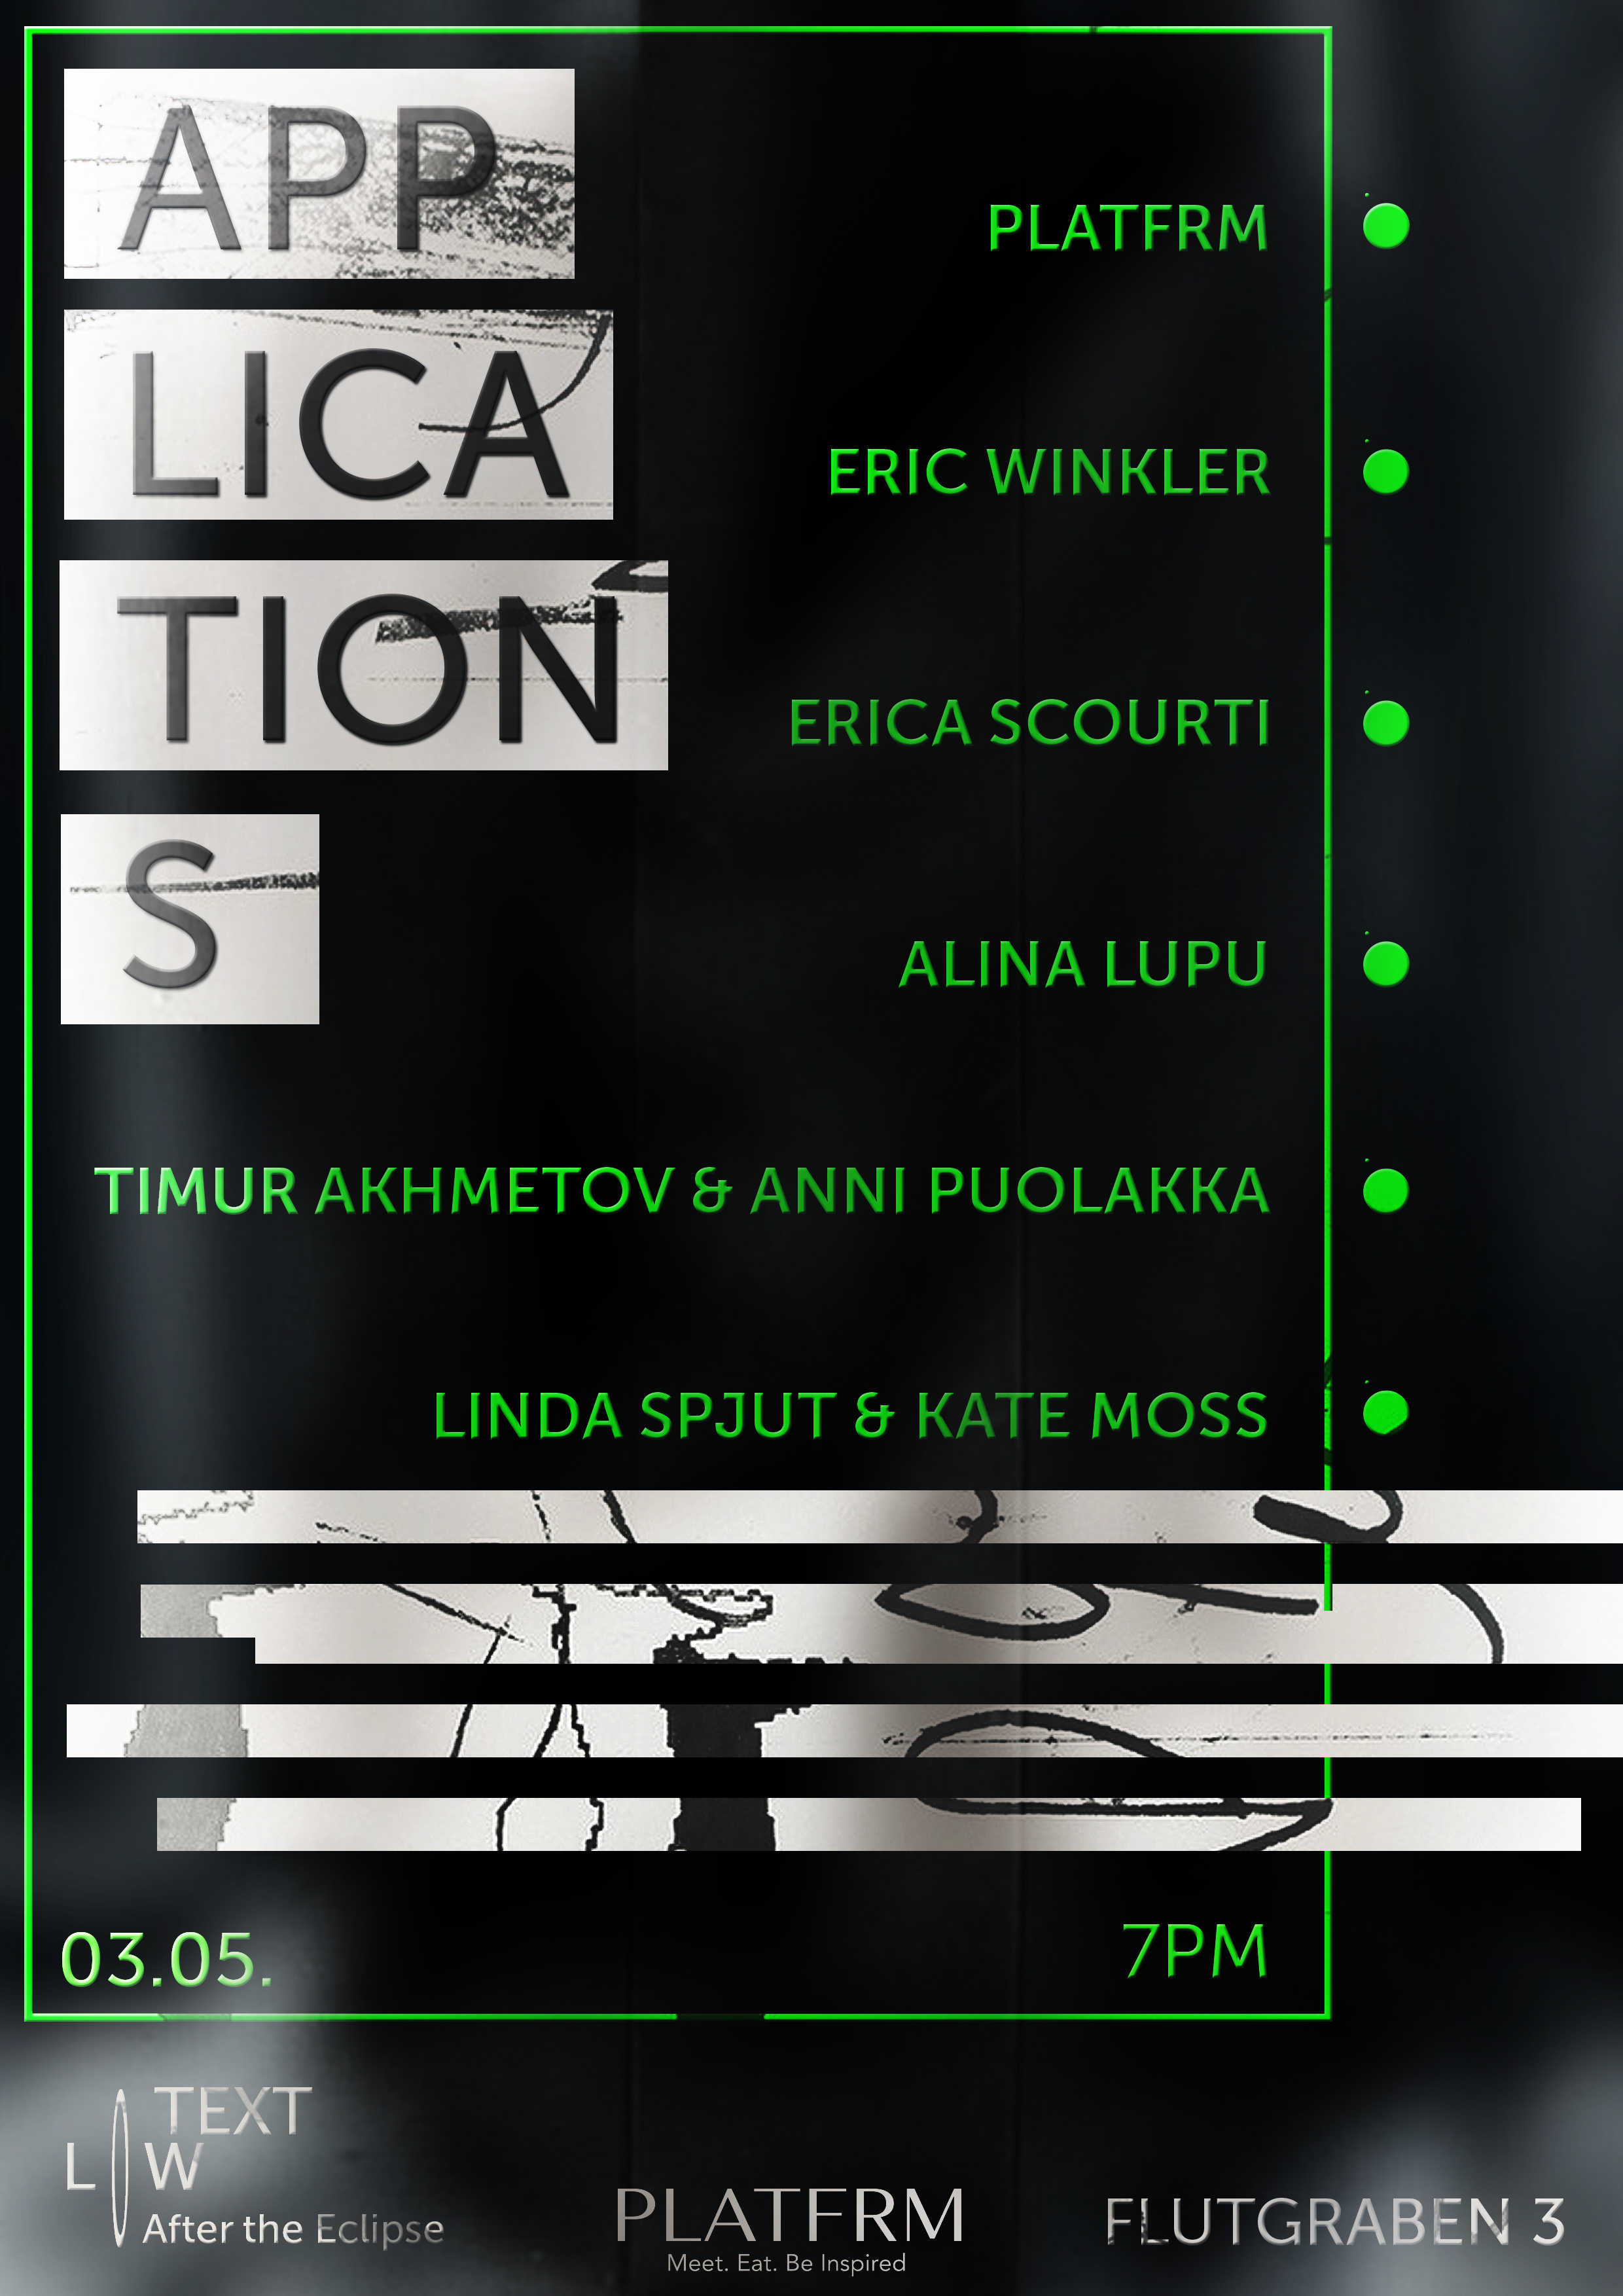 APP
LICA
TION
S
PLATFRM
ERIC WINKLER
ERICA SCOURTI
ALINA LUPU
TIMUR AKHMETOV & ANNI PUOLAKKA
LINDA SPJUT & KATE MOSS
03.05.
7PM
TEXT
LOW
After the Eclipse
PLATFRM
Meet. Eat. Be Inspired
FLUTGRABEN 3